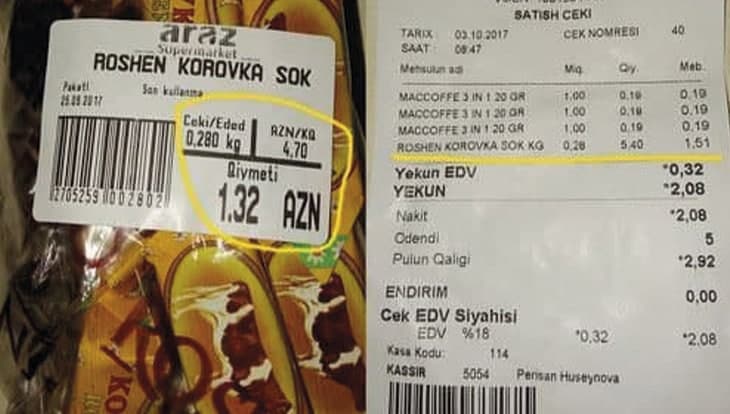 araz
Supermarket
ROSHEN KOROVKA SOK
Paketl Son kullanma
25.09.2017
Ceki/Eded AZN/KQ
0,280 kg 4,70
Qiymeti
1.32 AZN
2705259 002802
SATISH CEKI
TARIX 03.10.2017 CEK NOMRESI 40
SAAT: 08:47
Mehsulun adi Miq. Qiy. Meb.
MACCOFFE 3 IN 1 20 GR 1,00 0,19 0,19
MACCOFFE 3 IN 1 20 GR 1,00 0,19 0,19
MACCOFFE 3 IN 1 20 GR 1,00 0,19 0,19
ROSHEN KOROVKA SOK KG 0,28 5,40 1,51
Yekun EDV *0,32
YEKUN *2,08
Nakit *2,08
Odendi 5
Pulun Qaligi *2,92
ENDIRIM 0,00
Cek EDV Siyahisi
EDV %18 *0,32 *2,08
Kasa Kodu: 114
KASSIR 5054 Perisan Huseynova